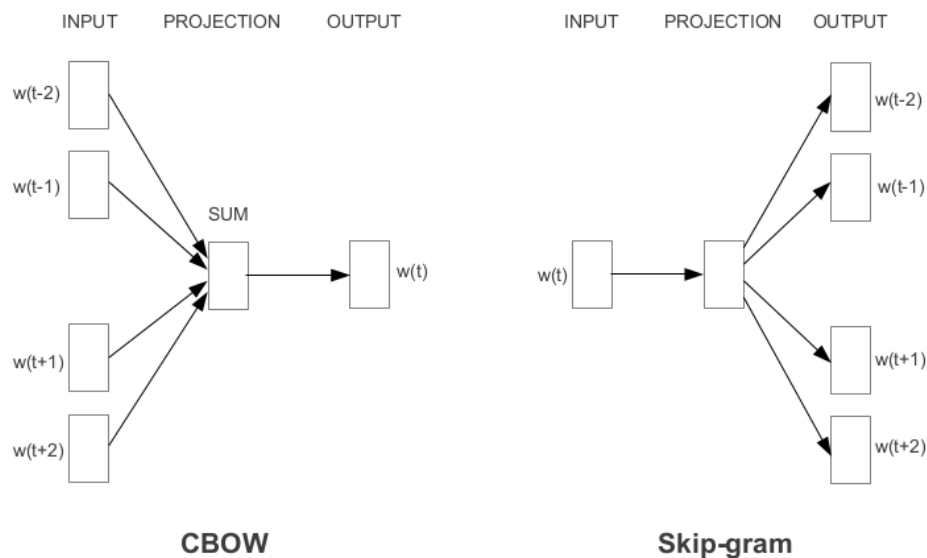 INPUT PROJECTION OUTPUT
w(t-2)
w(t-1)
SUM
w(t)
w(t+1)
w(t+2)
CBOW
INPUT PROJECTION OUTPUT
w(t-2)
w(t-1)
w(t)
w(t+1)
w(t+2)
Skip-gram